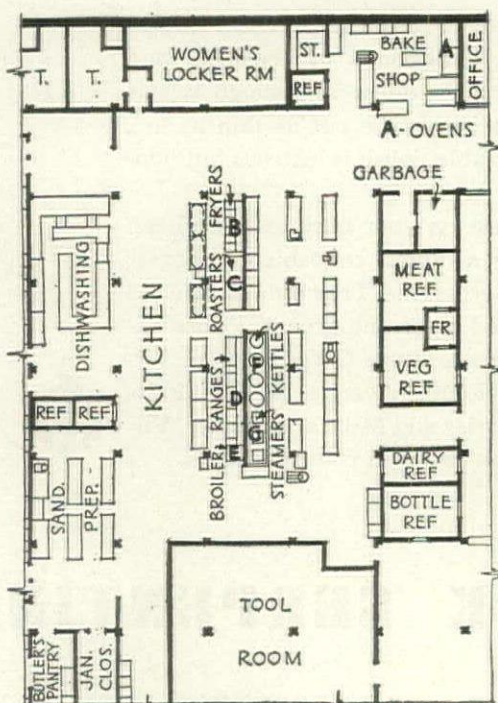 T.
T.
WOMEN'S
LOCKER RM
ST.
REF
BAKE
SHOP
A
OFFICE
A-OVENS
GARBAGE
DISHWASHING
KITCHEN
FRYERS
B
ROASTERS
C
MEAT
REF.
FR.
VEG
REF
RANGES
D
KETTLES
F
BROILER
E
STEAMERS
G
REF
REF
SAND.
PREP.
DAIRY
REF
BOTTLE
REF
TOOL
ROOM
BUTLER'S
PANTRY
JAN.
CLOS.